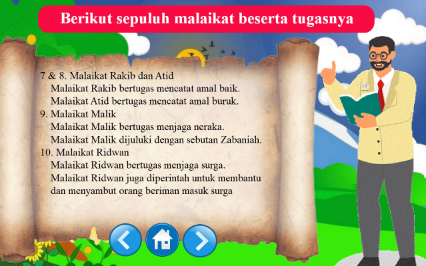 Berikut sepuluh malaikat beserta tugasnya
7 & 8. Malaikat Rakib dan Atid
Malaikat Rakib bertugas mencatat amal baik.
Malaikat Atid bertugas mencatat amal buruk.
9. Malaikat Malik
Malaikat Malik bertugas menjaga neraka.
Malaikat Malik dijuluki dengan sebutan Zabaniah.
10. Malaikat Ridwan
Malaikat Ridwan bertugas menjaga surga.
Malaikat Ridwan juga diperintah untuk membantu
dan menyambut orang beriman masuk surga